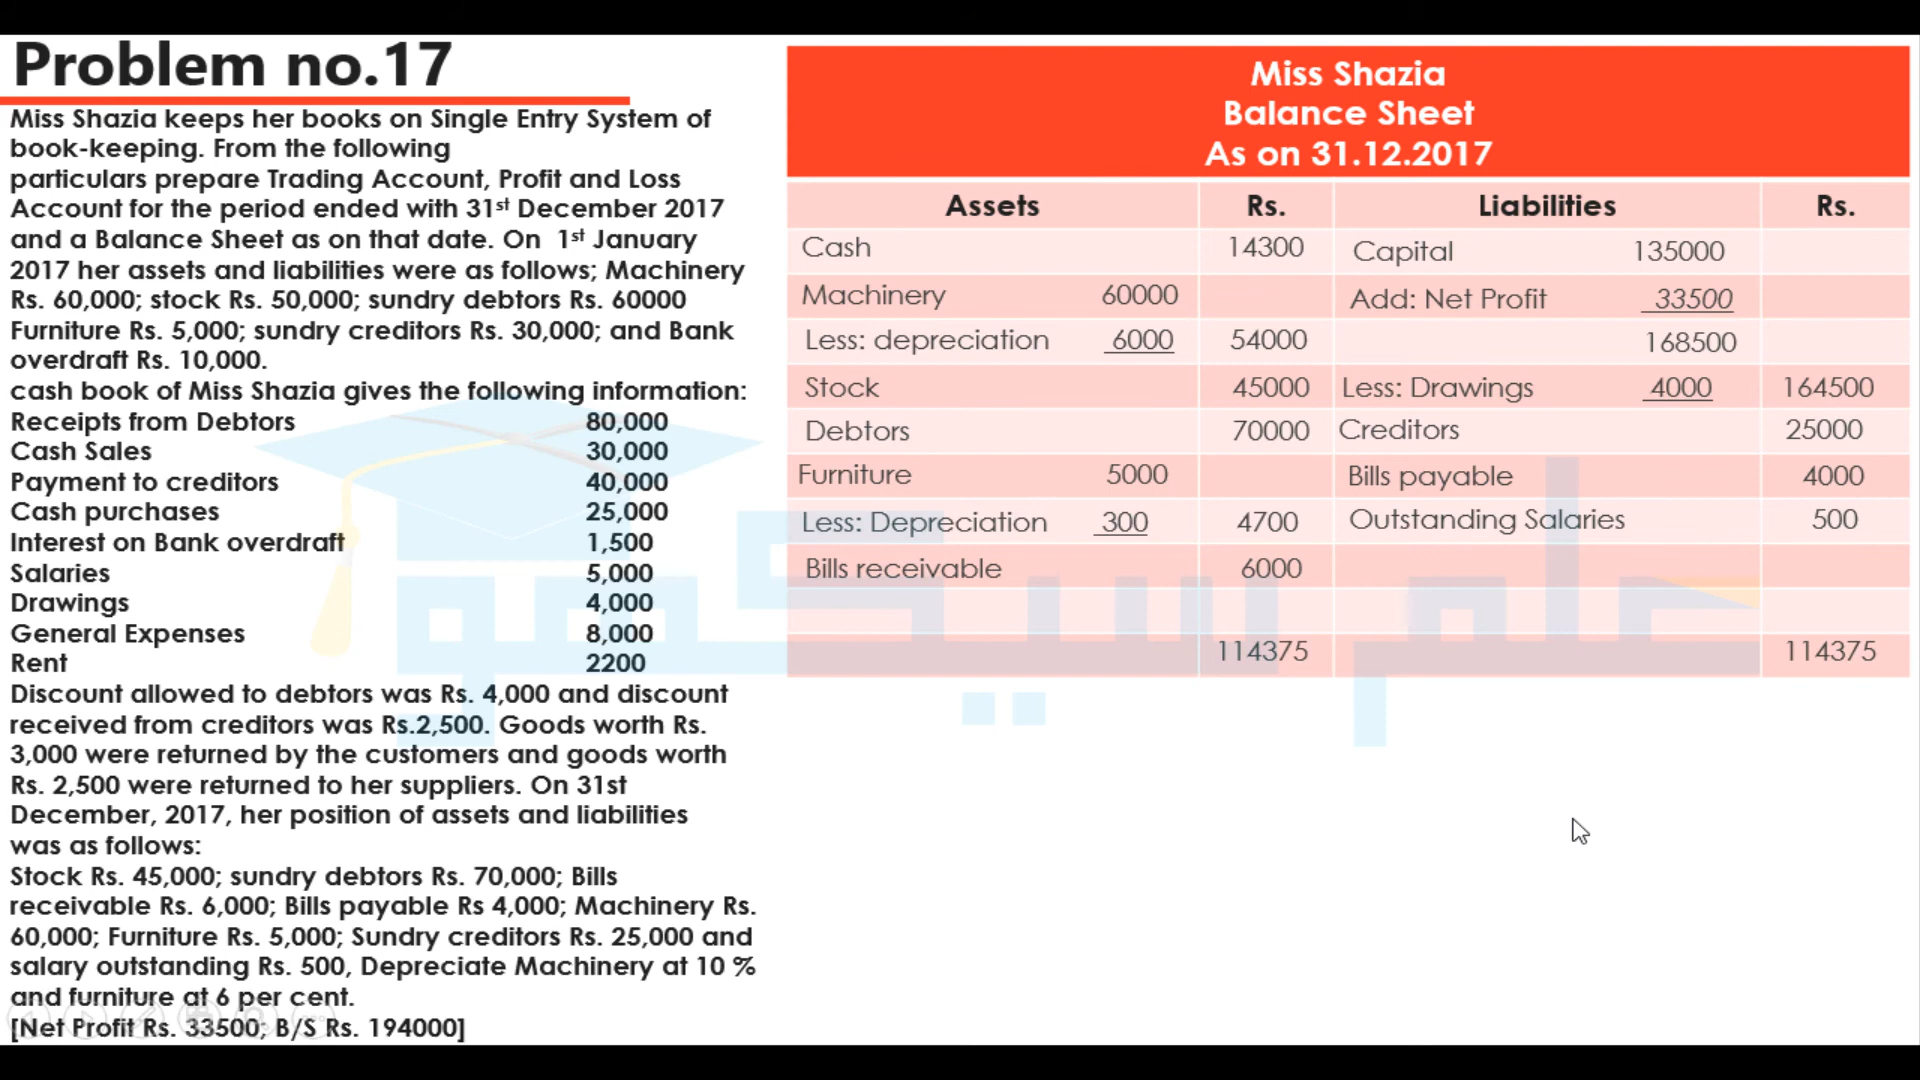 Problem no.17
Miss Shazia keeps her books on Single Entry System of
book-keeping. From the following
particulars prepare Trading Account, Profit and Loss
Account for the period ended with 31st December 2017
and a Balance Sheet as on that date. On 1st January
2017 her assets and liabilities were as follows; Machinery
Rs. 60,000; stock Rs. 50,000; sundry debtors Rs. 60000
Furniture Rs. 5,000; sundry creditors Rs. 30,000; and Bank
overdraft Rs. 10,000.
cash book of Miss Shazia gives the following information:
Receipts from Debtors 80,000
Cash Sales 30,000
Payment to creditors 40,000
Cash purchases 25,000
Interest on Bank overdraft 1,500
Salaries 5,000
Drawings 4,000
General Expenses 8,000
Rent 2200
Discount allowed to debtors was Rs. 4,000 and discount
received from creditors was Rs.2,500. Goods worth Rs.
3,000 were returned by the customers and goods worth
Rs. 2,500 were returned to her suppliers. On 31st
December, 2017, her position of assets and liabilities
was as follows:
Stock Rs. 45,000; sundry debtors Rs. 70,000; Bills
receivable Rs. 6,000; Bills payable Rs 4,000; Machinery Rs.
60,000; Furniture Rs. 5,000; Sundry creditors Rs. 25,000 and
salary outstanding Rs. 500, Depreciate Machinery at 10 %
and furniture at 6 per cent.
[Net Profit Rs. 33500; B/S Rs. 194000]
Miss Shazia
Balance Sheet
As on 31.12.2017
Assets Rs. Liabilities Rs.
Cash 14300 Capital 135000
Machinery 60000 Add: Net Profit 33500
Less: depreciation 6000 54000 168500
Stock 45000 Less: Drawings 4000 164500
Debtors 70000 Creditors 25000
Furniture 5000 Bills payable 4000
Less: Depreciation 300 4700 Outstanding Salaries 500
Bills receivable 6000
114375 114375
علم سیکھو